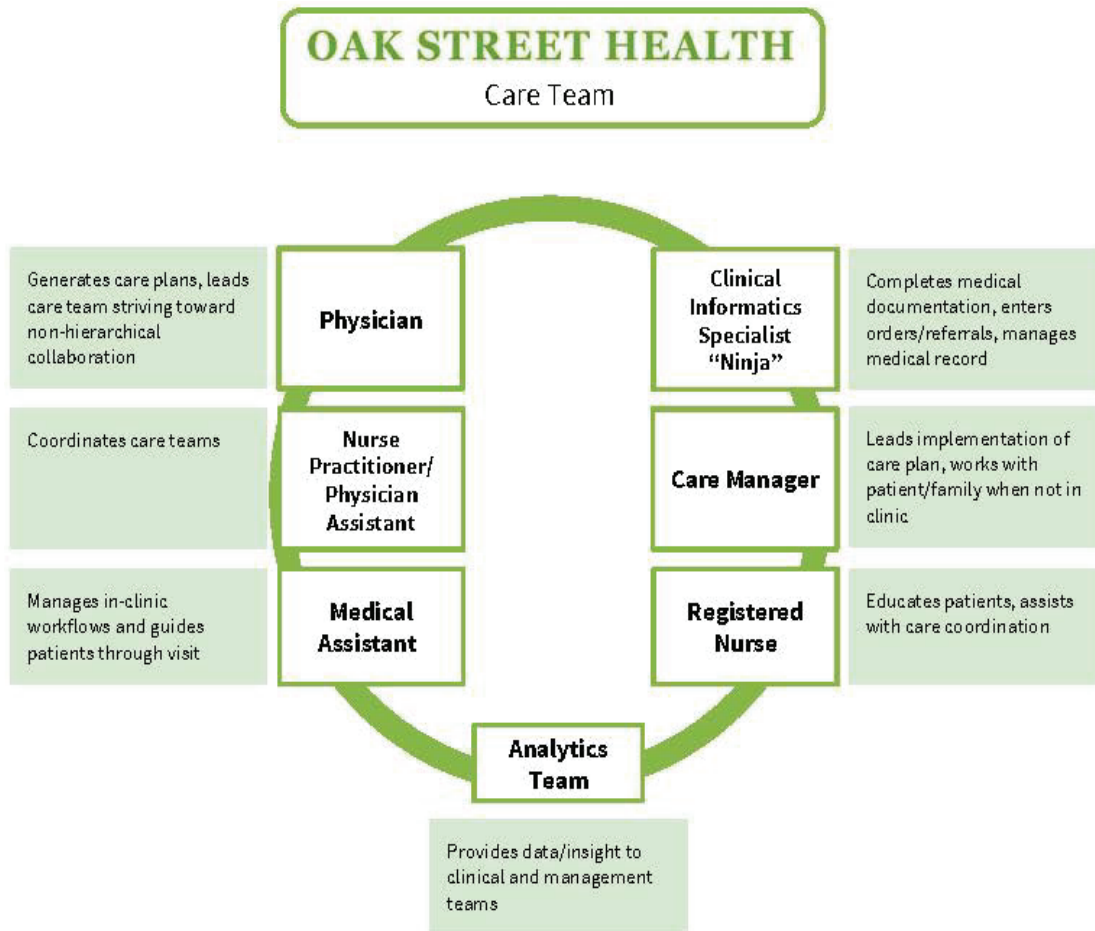 OAK STREET HEALTH
Care Team
Generates care plans, leads
care team striving toward
non-hierarchical
collaboration
Physician
Clinical
Informatics
Specialist
“Ninja”
Completes medical
documentation, enters
orders/referrals, manages
medical record
Coordinates care teams
Nurse
Practitioner/
Physician
Assistant
Care Manager
Leads implementation of
care plan, works with
patient/family when not in
clinic
Manages in-clinic
workflows and guides
patients through visit
Medical
Assistant
Registered
Nurse
Educates patients, assists
with care coordination
Analytics
Team
Provides data/insight to
clinical and management
teams